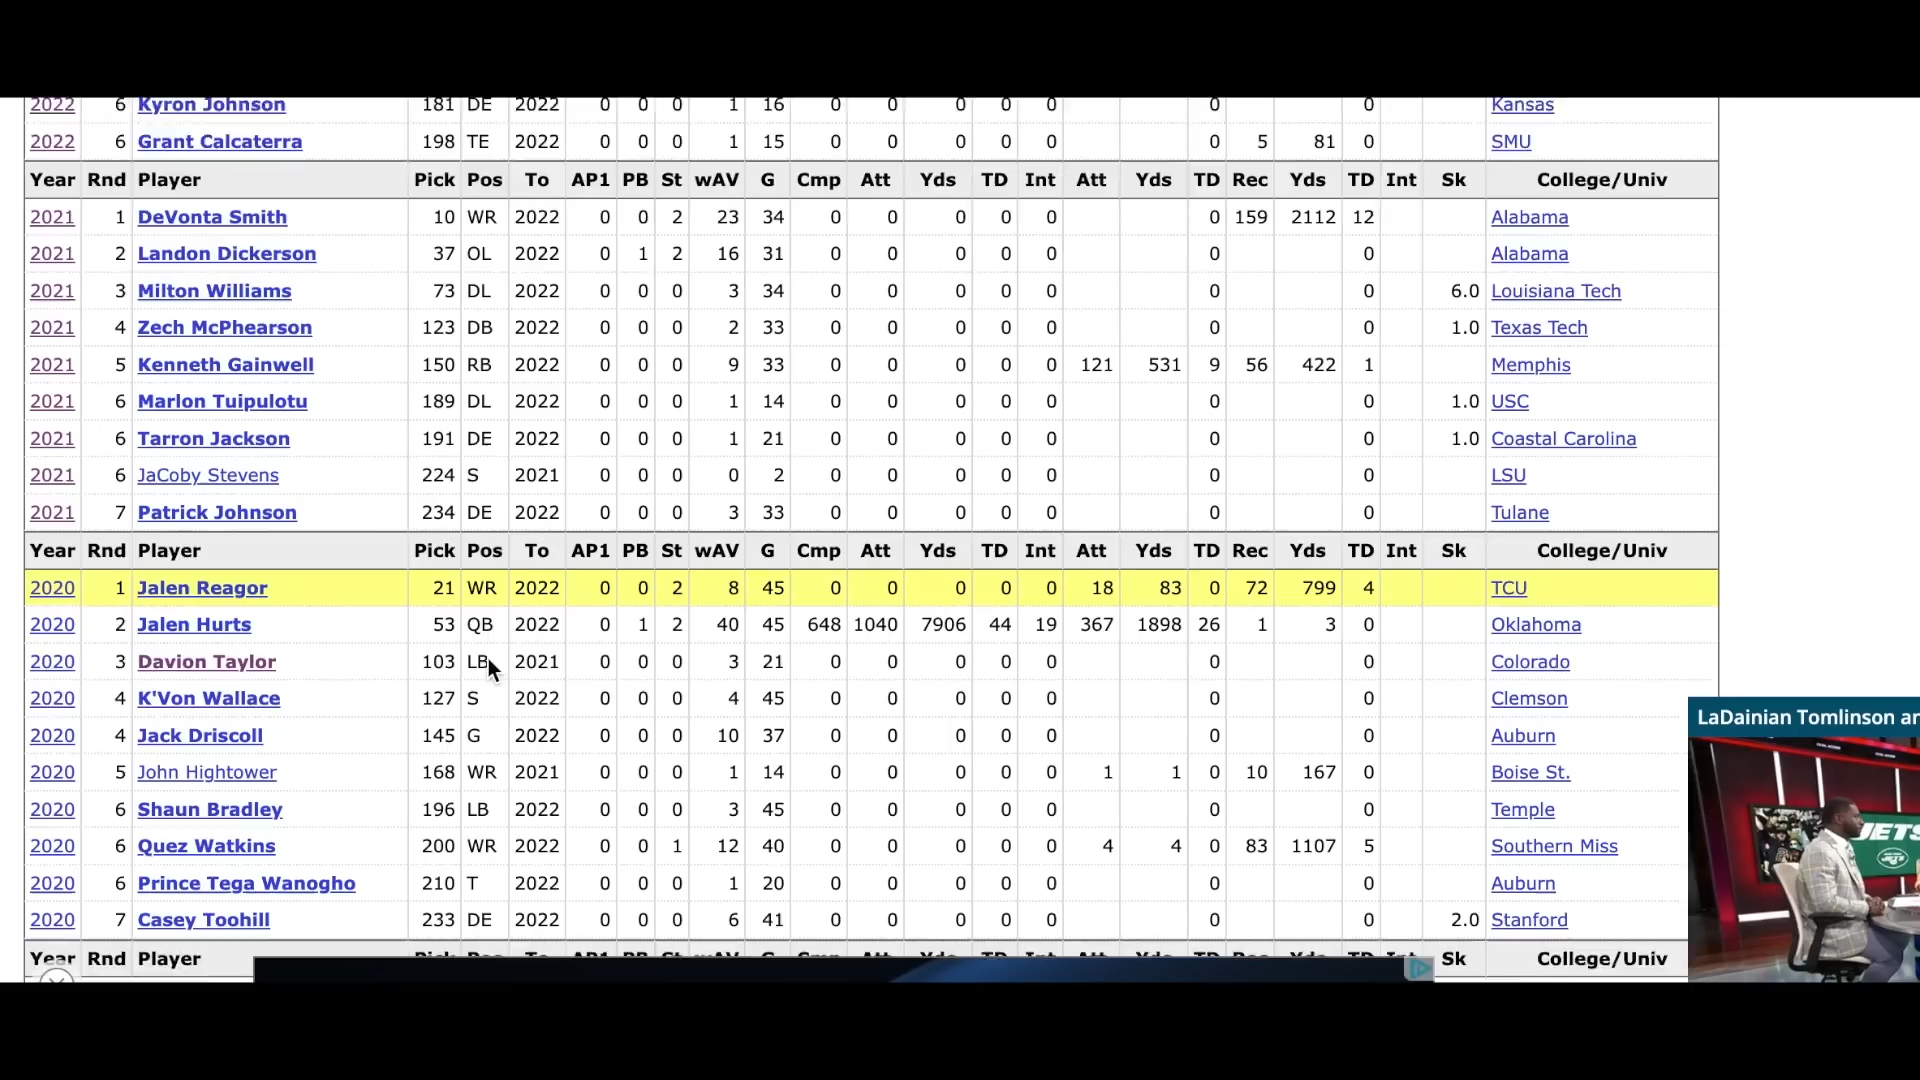 2022 6 Kyron Johnson 181 DE 2022 0 0 0 1 16 0 0 0 0 0 0 0 Kansas
2022 6 Grant Calcaterra 198 TE 2022 0 0 0 1 15 0 0 0 0 0 0 5 81 0 SMU
Year Rnd Player Pick Pos To AP1 PB St wAV G Cmp Att Yds TD Int Att Yds TD Rec Yds TD Int Sk College/Univ
2021 1 DeVonta Smith 10 WR 2022 0 0 2 23 34 0 0 0 0 0 0 159 2112 12 Alabama
2021 2 Landon Dickerson 37 OL 2022 0 1 2 16 31 0 0 0 0 0 0 0 Alabama
2021 3 Milton Williams 73 DL 2022 0 0 0 3 34 0 0 0 0 0 0 0 6.0 Louisiana Tech
2021 4 Zech McPhearson 123 DB 2022 0 0 0 2 33 0 0 0 0 0 0 0 1.0 Texas Tech
2021 5 Kenneth Gainwell 150 RB 2022 0 0 0 9 33 0 0 0 0 0 121 531 9 56 422 1 Memphis
2021 6 Marlon Tuipulotu 189 DL 2022 0 0 0 1 14 0 0 0 0 0 0 0 1.0 USC
2021 6 Tarron Jackson 191 DE 2022 0 0 0 1 21 0 0 0 0 0 0 0 1.0 Coastal Carolina
2021 6 JaCoby Stevens 224 S 2021 0 0 0 0 2 0 0 0 0 0 0 0 LSU
2021 7 Patrick Johnson 234 DE 2022 0 0 0 3 33 0 0 0 0 0 0 0 Tulane
Year Rnd Player Pick Pos To AP1 PB St wAV G Cmp Att Yds TD Int Att Yds TD Rec Yds TD Int Sk College/Univ
2020 1 Jalen Reagor 21 WR 2022 0 0 2 8 45 0 0 0 0 0 18 83 0 72 799 4 TCU
2020 2 Jalen Hurts 53 QB 2022 0 1 2 40 45 648 1040 7906 44 19 367 1898 26 1 3 0 Oklahoma
2020 3 Davion Taylor 103 LB 2021 0 0 0 3 21 0 0 0 0 0 0 0 Colorado
2020 4 K'Von Wallace 127 S 2022 0 0 0 4 45 0 0 0 0 0 0 0 Clemson
2020 4 Jack Driscoll 145 G 2022 0 0 0 10 37 0 0 0 0 0 0 0 Auburn
2020 5 John Hightower 168 WR 2021 0 0 0 1 14 0 0 0 0 0 1 1 0 10 167 0 Boise St.
2020 6 Shaun Bradley 196 LB 2022 0 0 0 3 45 0 0 0 0 0 0 0 Temple
2020 6 Quez Watkins 200 WR 2022 0 0 1 12 40 0 0 0 0 0 4 4 0 83 1107 5 Southern Miss
2020 6 Prince Tega Wanogho 210 T 2022 0 0 0 1 20 0 0 0 0 0 0 0 Auburn
2020 7 Casey Toohill 233 DE 2022 0 0 0 6 41 0 0 0 0 0 0 0 2.0 Stanford
Year Rnd Player Pick Pos To AP1 PB St wAV G Cmp Att Yds TD Int Att Yds TD Rec Yds TD Int Sk College/Univ
LaDainian Tomlinson
JETS